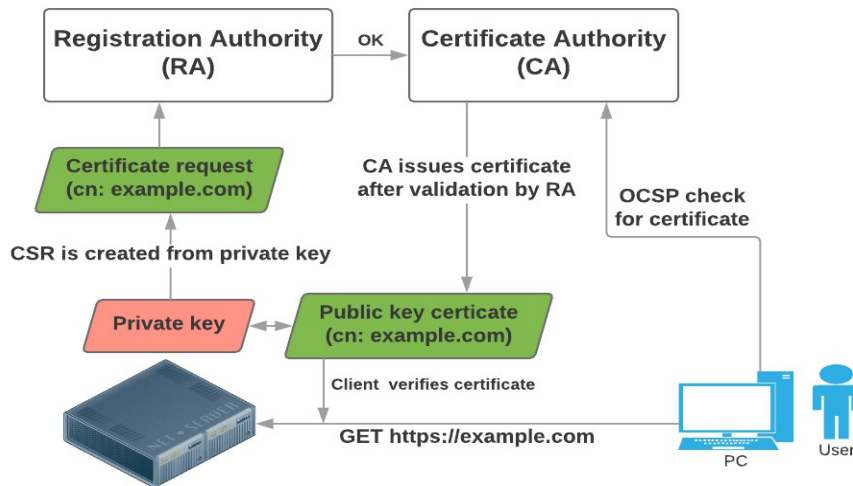 Registration Authority
(RA)
OK
Certificate Authority
(CA)
Certificate request
(cn: example.com)
CA issues certificate
after validation by RA
OCSP check
for certificate
CSR is created from private key
Private key
Public key certicate
(cn: example.com)
Client verifies certificate
NET SERVER
GET https://example.com
PC
User